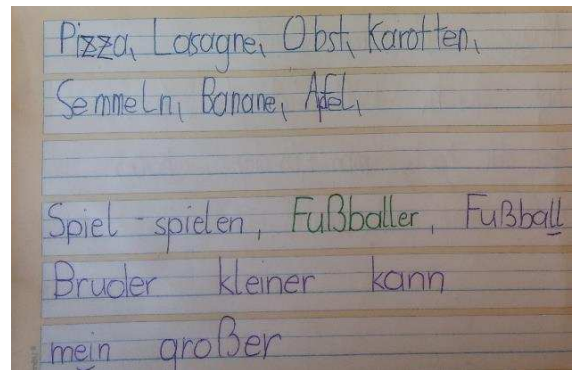 Pizza, Lasagne, Obst, Karotten,
Semmeln, Banane, Apfel,
Spiel - spielen, Fußballer, Fußball
Bruder kleiner kann
mein großer